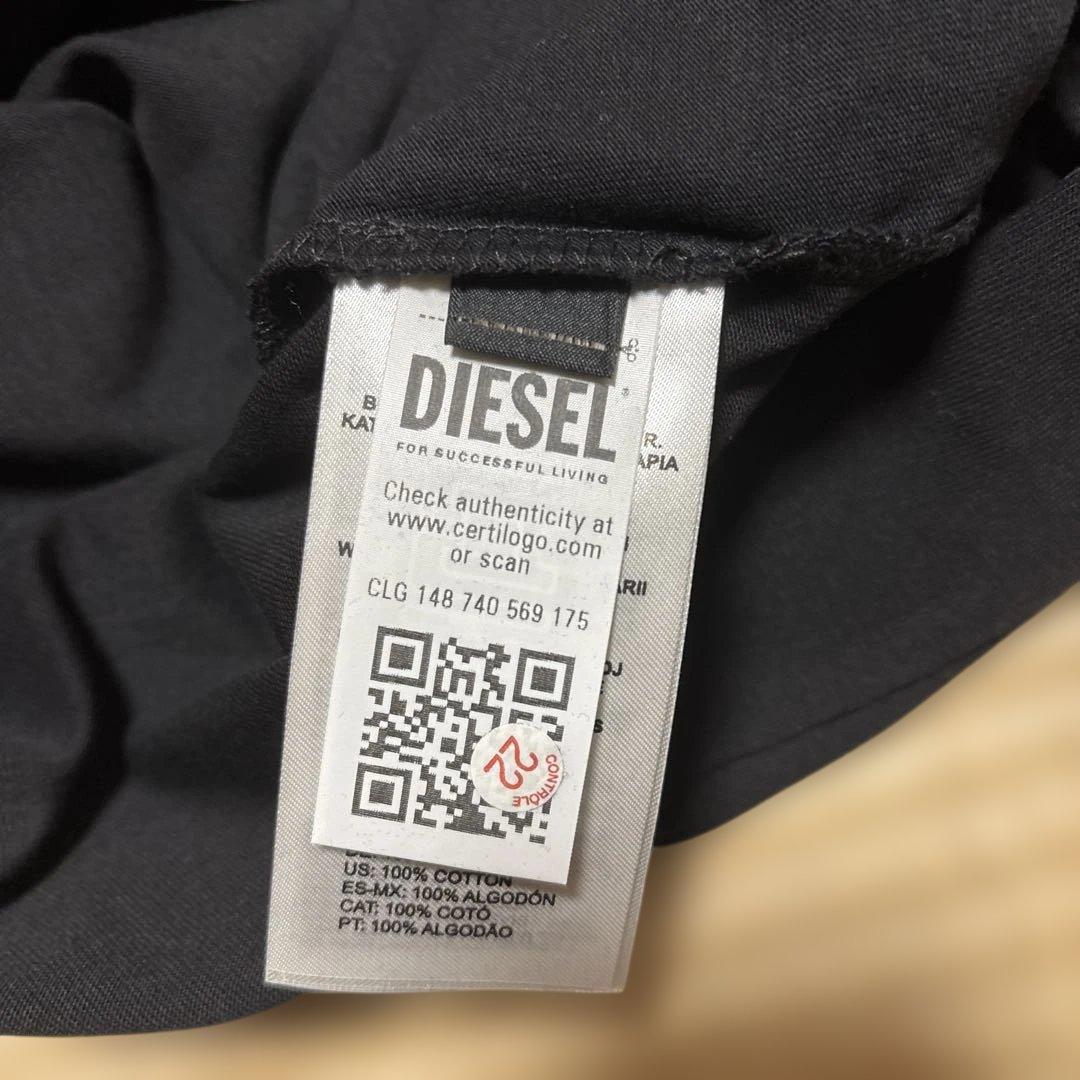 DIESEL
FOR SUCCESSFUL LIVING
Check authenticity at
www.certilogo.com
or scan
CLG 148 740 569 175
22
CONTRÔLE
US: 100% COTTON
ES-MX: 100% ALGODÓN
CAT: 100% COTÓ
PT: 100% ALGODÃO